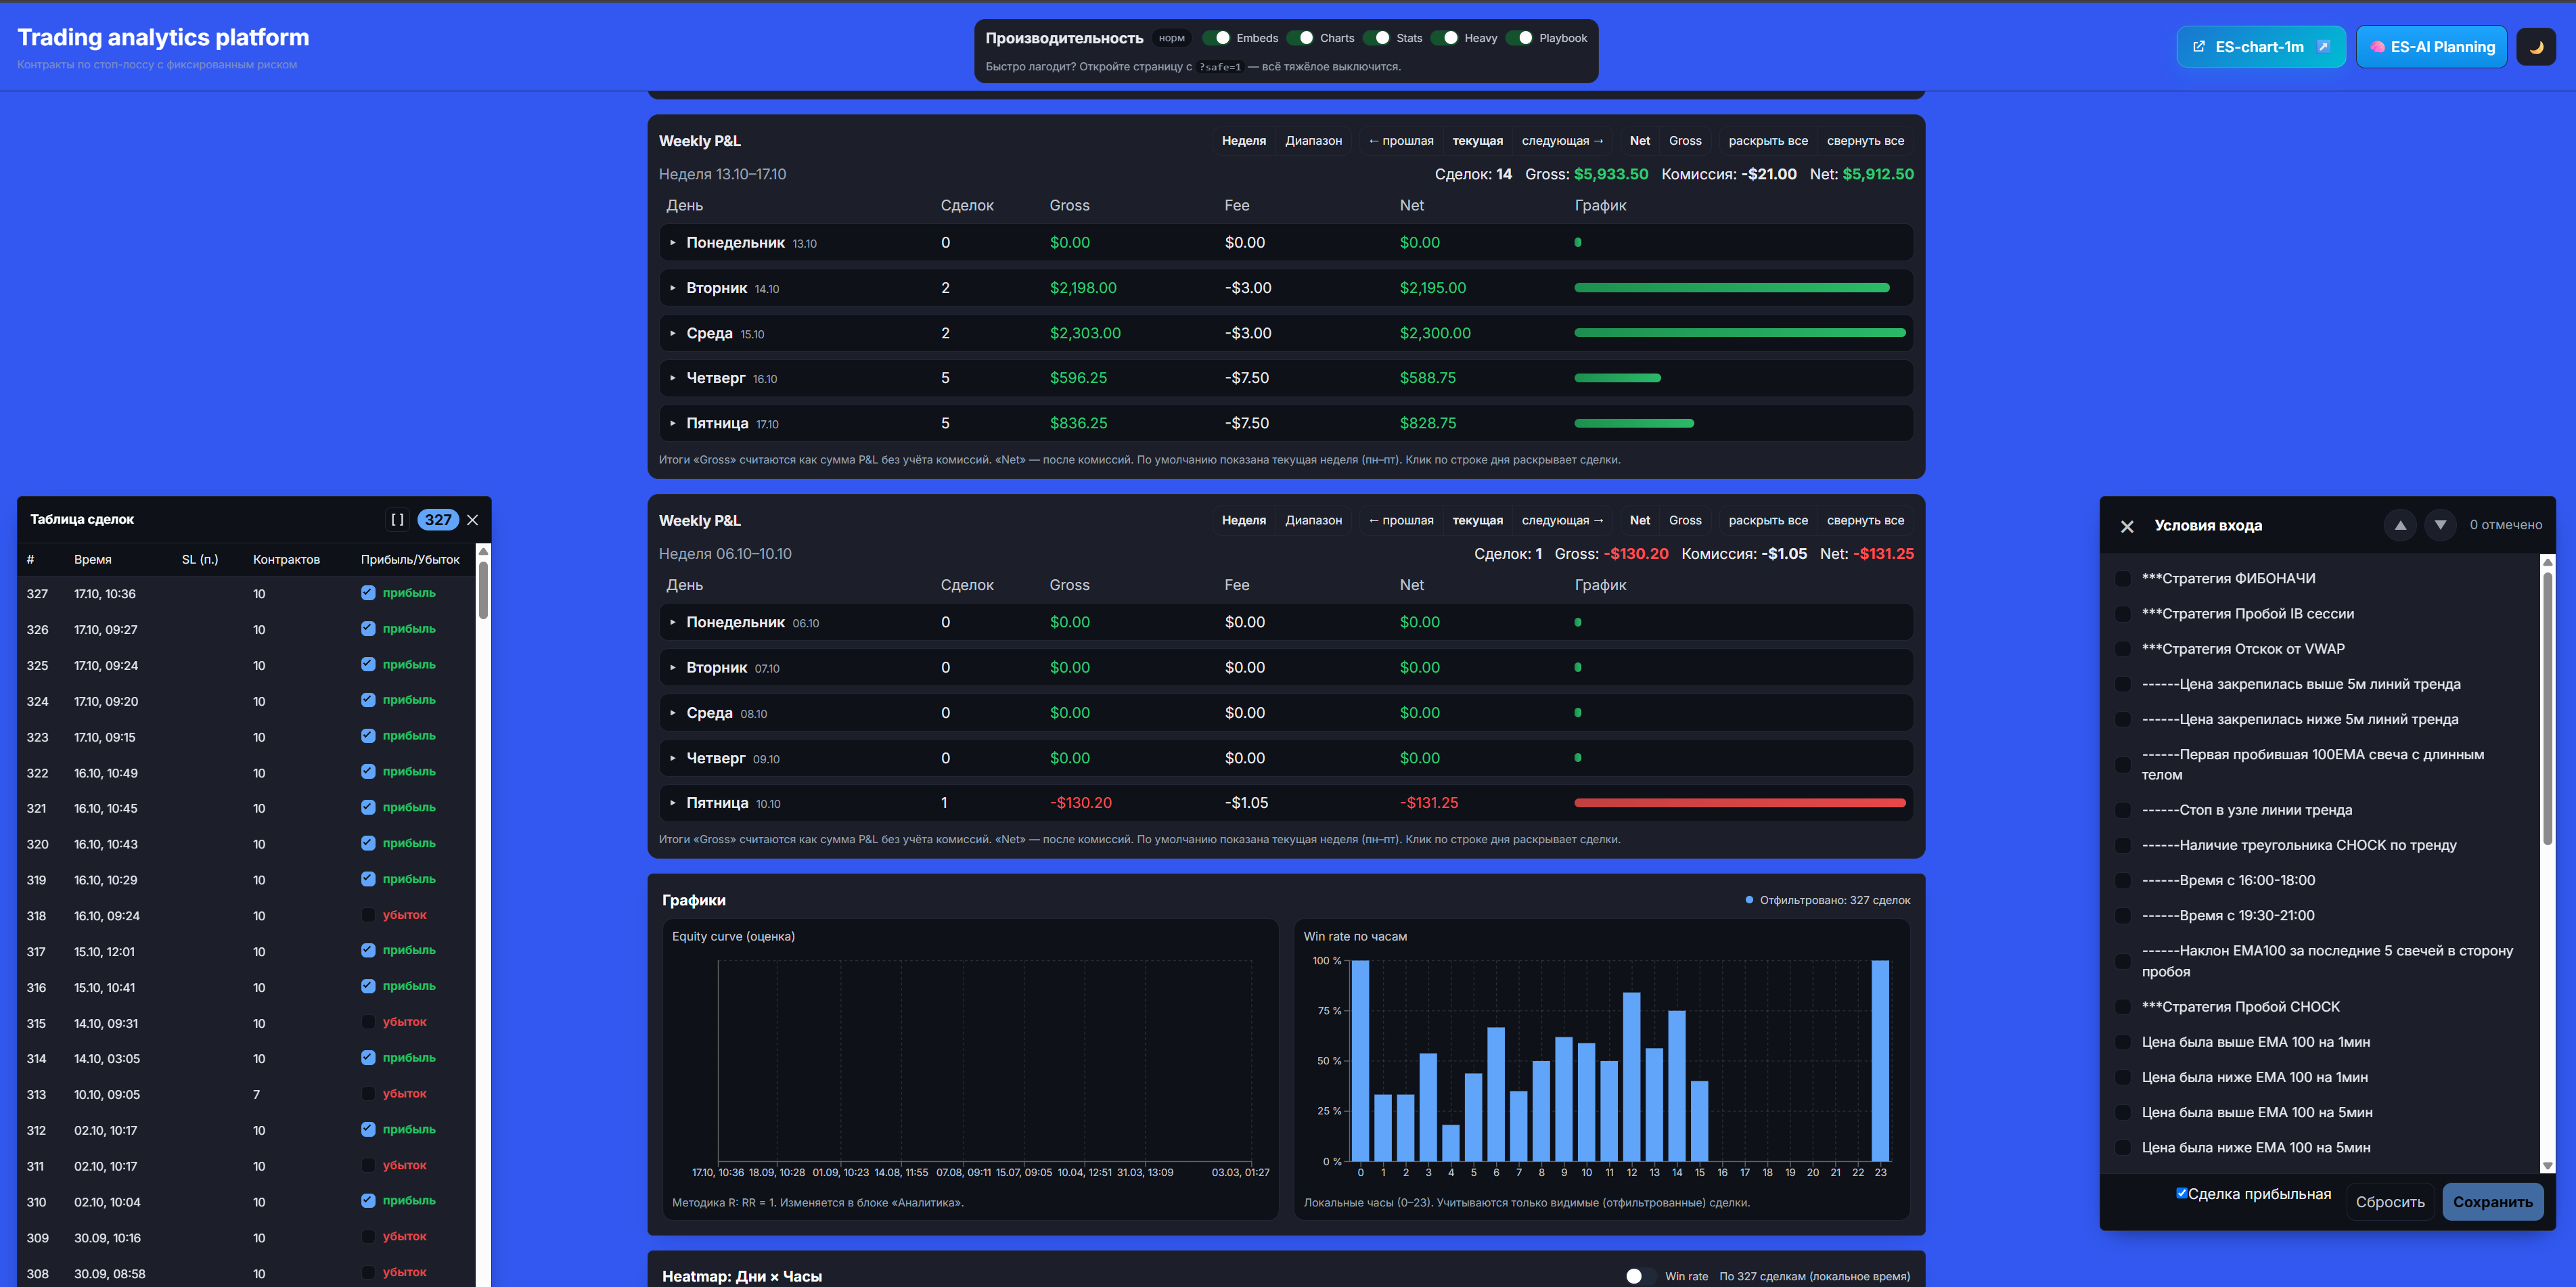 Trading analytics platform
Контракты по стоп-лоссу с фиксированным риском
Производительность норм Embeds Charts Stats Heavy Playbook
Быстро лагодит? Откройте страницу с ?safe=1 — всё тяжёлое выключится.
ES-chart-1m
ES-AI Planning
Weekly P&L Неделя Диапазон ← прошлая текущая следующая → Net Gross раскрыть все свернуть все
Неделя 13.10–17.10 Сделок: 14 Gross: $5,933.50 Комиссия: -$21.00 Net: $5,912.50
День Сделок Gross Fee Net График
Понедельник 13.10 0 $0.00 $0.00 $0.00
Вторник 14.10 2 $2,198.00 -$3.00 $2,195.00
Среда 15.10 2 $2,303.00 -$3.00 $2,300.00
Четверг 16.10 5 $596.25 -$7.50 $588.75
Пятница 17.10 5 $836.25 -$7.50 $828.75
Итоги «Gross» считаются как сумма P&L без учёта комиссий. «Net» — после комиссий. По умолчанию показана текущая неделя (пн–пт). Клик по строке дня раскрывает сделки.
Weekly P&L Неделя Диапазон ← прошлая текущая следующая → Net Gross раскрыть все свернуть все
Неделя 06.10–10.10 Сделок: 1 Gross: -$130.20 Комиссия: -$1.05 Net: -$131.25
День Сделок Gross Fee Net График
Понедельник 06.10 0 $0.00 $0.00 $0.00
Вторник 07.10 0 $0.00 $0.00 $0.00
Среда 08.10 0 $0.00 $0.00 $0.00
Четверг 09.10 0 $0.00 $0.00 $0.00
Пятница 10.10 1 -$130.20 -$1.05 -$131.25
Итоги «Gross» считаются как сумма P&L без учёта комиссий. «Net» — после комиссий. По умолчанию показана текущая неделя (пн–пт). Клик по строке дня раскрывает сделки.
Графики Отфильтровано: 327 сделок
Equity curve (оценка)
17.10, 10:36 18.09, 10:28 01.09, 10:23 14.08, 11:55 07.08, 09:11 15.07, 09:05 10.04, 12:51 31.03, 13:09 03.03, 01:27
Методика R: RR = 1. Изменяется в блоке «Аналитика».
Win rate по часам
100 %
75 %
50 %
25 %
0 %
0 1 2 3 4 5 6 7 8 9 10 11 12 13 14 15 16 17 18 19 20 21 22 23
Локальные часы (0–23). Учитываются только видимые (отфильтрованные) сделки.
Heatmap: Дни × Часы Win rate По 327 сделкам (локальное время)
Таблица сделок [ ] 327
# Время SL (п.) Контрактов Прибыль/Убыток
327 17.10, 10:36 10 прибыль
326 17.10, 09:27 10 прибыль
325 17.10, 09:24 10 прибыль
324 17.10, 09:20 10 прибыль
323 17.10, 09:15 10 прибыль
322 16.10, 10:49 10 прибыль
321 16.10, 10:45 10 прибыль
320 16.10, 10:43 10 прибыль
319 16.10, 10:29 10 прибыль
318 16.10, 09:24 10 убыток
317 15.10, 12:01 10 прибыль
316 15.10, 10:41 10 прибыль
315 14.10, 09:31 10 убыток
314 14.10, 03:05 10 прибыль
313 10.10, 09:05 7 убыток
312 02.10, 10:17 10 прибыль
311 02.10, 10:17 10 убыток
310 02.10, 10:04 10 прибыль
309 30.09, 10:16 10 убыток
308 30.09, 08:58 10 убыток
Условия входа 0 отмечено
***Стратегия ФИБОНАЧИ
***Стратегия Пробой IB сессии
***Стратегия Отскок от VWAP
------Цена закрепилась выше 5м линий тренда
------Цена закрепилась ниже 5м линий тренда
------Первая пробившая 100EMA свеча с длинным
телом
------Стоп в узле линии тренда
------Наличие треугольника CHOCK по тренду
------Время с 16:00-18:00
------Время с 19:30-21:00
------Наклон EMA100 за последние 5 свечей в сторону
пробоя
***Стратегия Пробой CHOCK
Цена была выше EMA 100 на 1мин
Цена была ниже EMA 100 на 1мин
Цена была выше EMA 100 на 5мин
Цена была ниже EMA 100 на 5мин
Сделка прибыльная Сбросить Сохранить